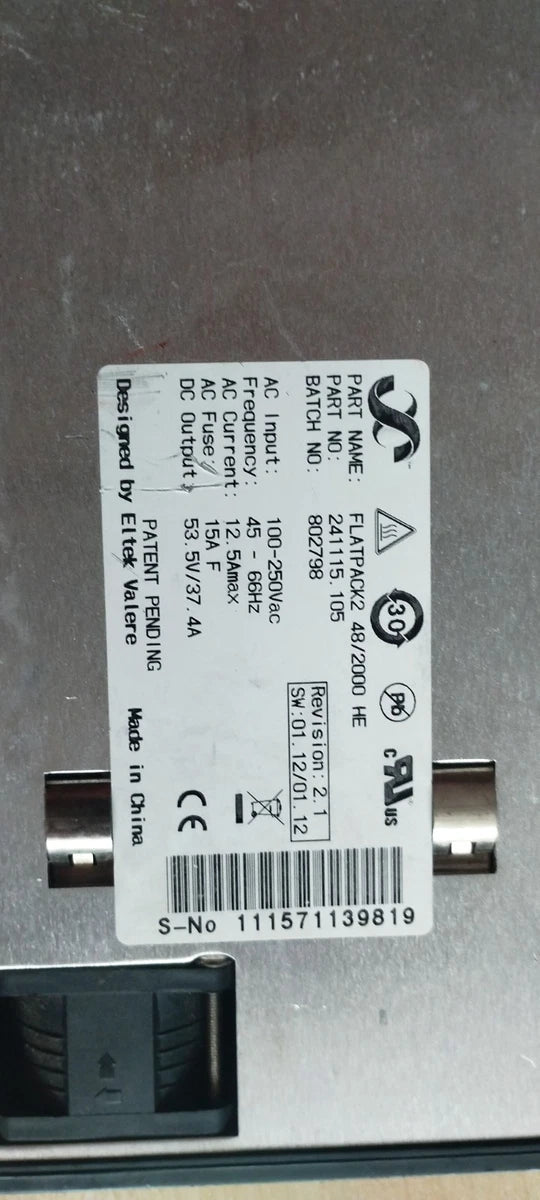 30
Pb
c RU US
PART NAME: FLATPACK2 48/2000 HE
PART NO: 241115.105
BATCH NO: 802798
Revision: 2.1
SW:01.12/01.12
AC Input: 100-250Vac
Frequency: 45 - 66Hz
AC Current: 12.5Amax
AC Fuse: 15A F
DC Output: 53.5V/37.4A
CE
PATENT PENDING
Designed by Eltek Valere
Made in China
S-No 111571139819